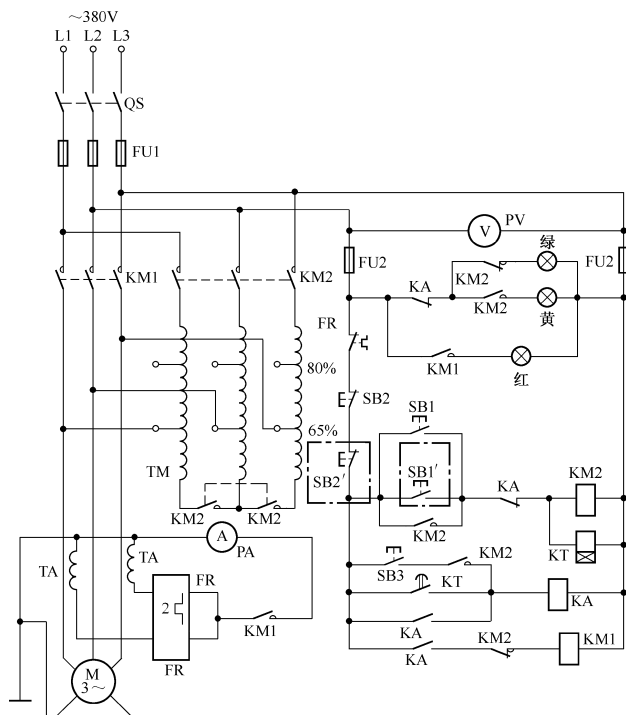 ～380V
L1 L2 L3
QS
FU1
PV
V
绿
FU2
FU2
KM2
KM1
KM2
KA
KM2
黄
FR
KM1
红
80%
SB2
SB1
65%
TM
SB2′
SB1′
KA
KM2
KM2
KM2
KM2
KT
A
PA
TA
TA
SB3
KM2
FR
KT
2
KA
KM1
KA
KM2
KM1
FR
KA
M
3～